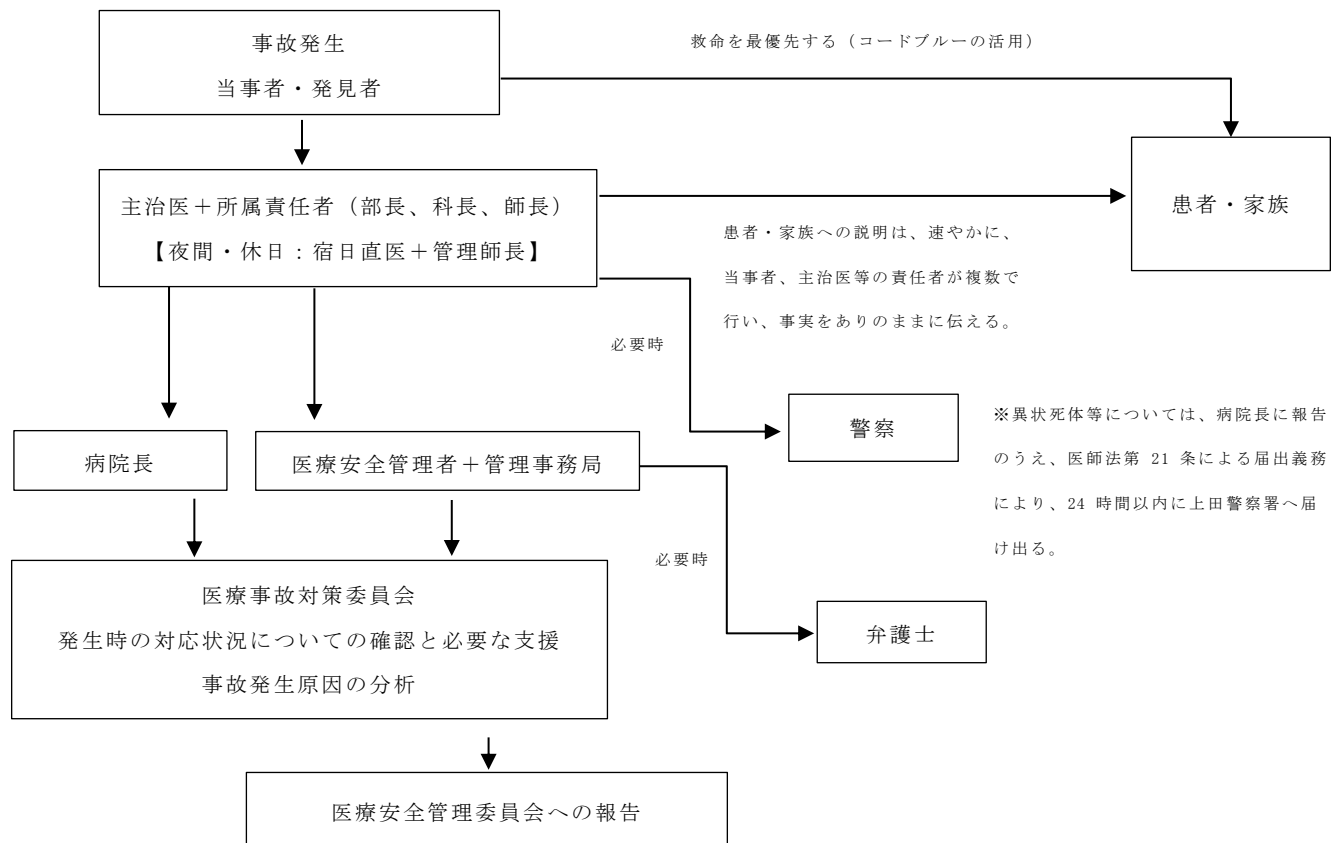 事故発生
当事者・発見者
救命を最優先する（コードブルーの活用）
主治医＋所属責任者（部長、科長、師長）
【夜間・休日：宿日直医＋管理師長】
患者・家族
患者・家族への説明は、速やかに、
当事者、主治医等の責任者が複数で
行い、事実をありのままに伝える。
必要時
警察
※異状死体等については、病院長に報告
のうえ、医師法第 21 条による届出義務
により、24 時間以内に上田警察署へ届
け出る。
病院長
医療安全管理者＋管理事務局
必要時
弁護士
医療事故対策委員会
発生時の対応状況についての確認と必要な支援
事故発生原因の分析
医療安全管理委員会への報告